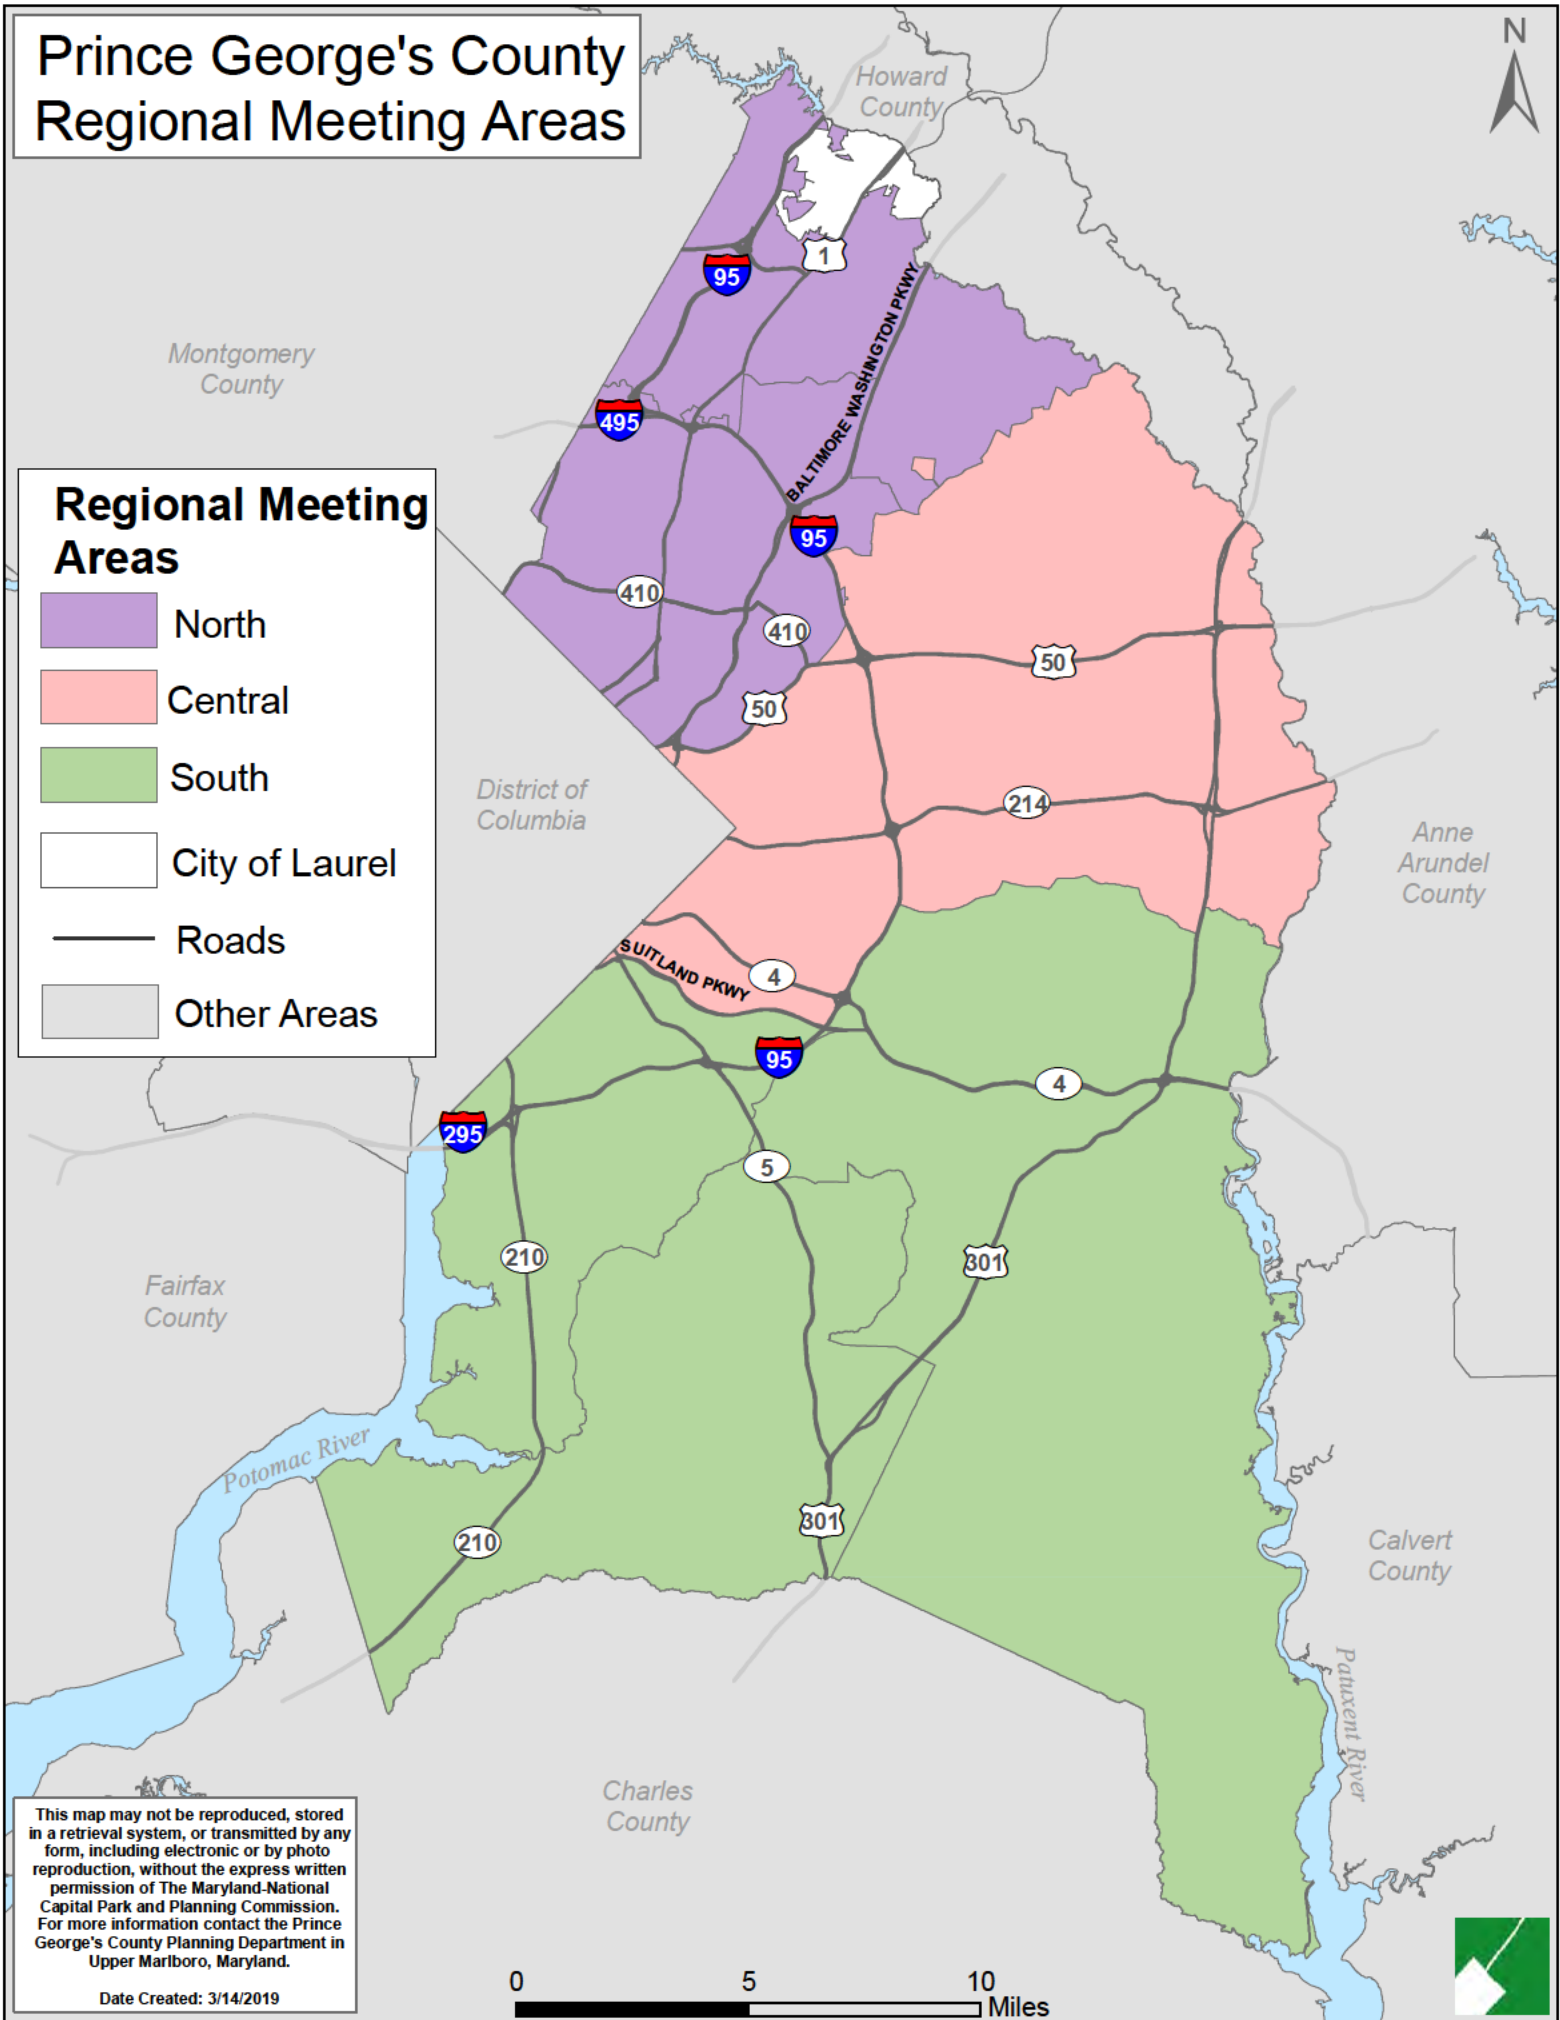 Prince George's County
Regional Meeting Areas
N
Howard
County
1
95
BALTIMORE WASHINGTON PKWY
Montgomery
County
495
Regional Meeting
Areas
North
Central
South
City of Laurel
Roads
Other Areas
95
410
410
50
50
District of
Columbia
214
Anne
Arundel
County
SUITLAND PKWY
4
95
4
295
5
210
301
Fairfax
County
Potomac River
301
210
Calvert
County
Patuxent River
Charles
County
This map may not be reproduced, stored
in a retrieval system, or transmitted by any
form, including electronic or by photo
reproduction, without the express written
permission of The Maryland-National
Capital Park and Planning Commission.
For more information contact the Prince
George's County Planning Department in
Upper Marlboro, Maryland.
Date Created: 3/14/2019
0 5 10
Miles